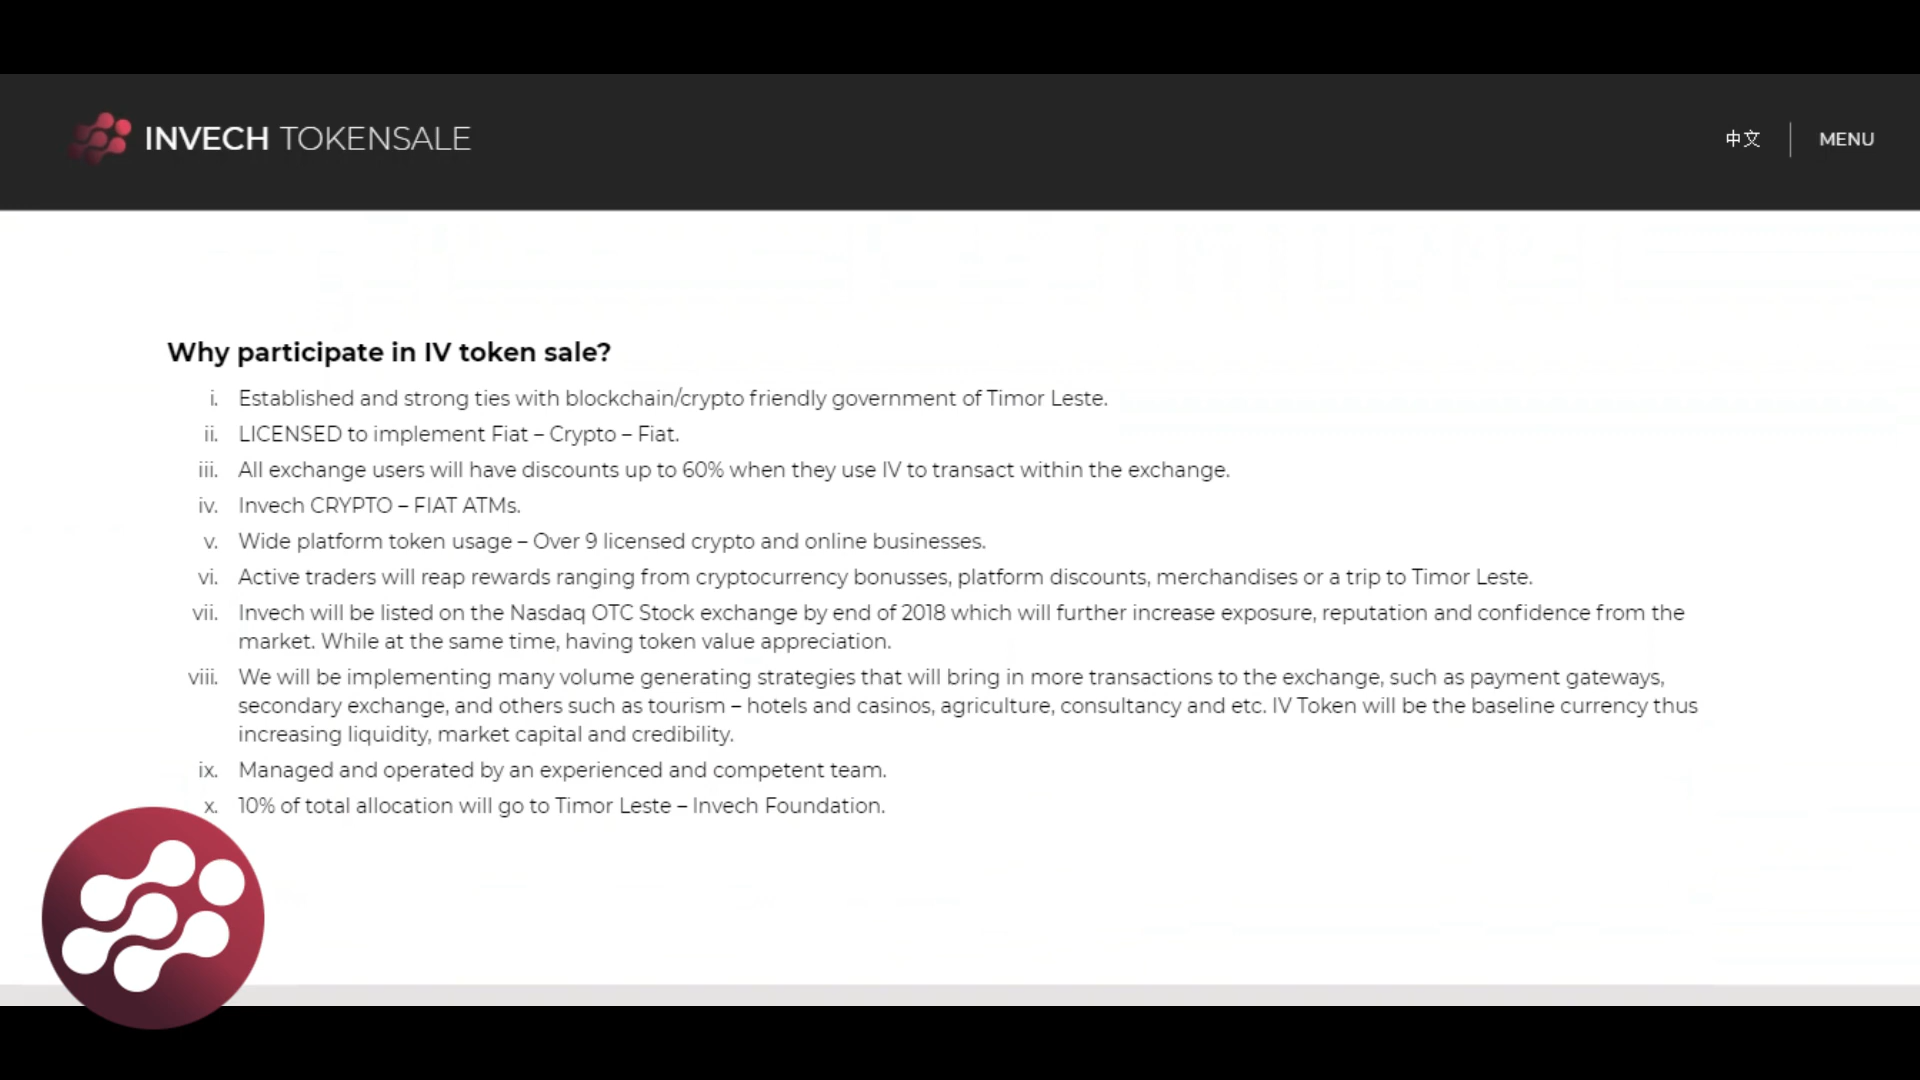 INVECH TOKENSALE
中文
MENU
Why participate in IV token sale?
i. Established and strong ties with blockchain/crypto friendly government of Timor Leste.
ii. LICENSED to implement Fiat – Crypto – Fiat.
iii. All exchange users will have discounts up to 60% when they use IV to transact within the exchange.
iv. Invech CRYPTO – FIAT ATMs.
v. Wide platform token usage – Over 9 licensed crypto and online businesses.
vi. Active traders will reap rewards ranging from cryptocurrency bonusses, platform discounts, merchandises or a trip to Timor Leste.
vii. Invech will be listed on the Nasdaq OTC Stock exchange by end of 2018 which will further increase exposure, reputation and confidence from the
market. While at the same time, having token value appreciation.
viii. We will be implementing many volume generating strategies that will bring in more transactions to the exchange, such as payment gateways,
secondary exchange, and others such as tourism – hotels and casinos, agriculture, consultancy and etc. IV Token will be the baseline currency thus
increasing liquidity, market capital and credibility.
ix. Managed and operated by an experienced and competent team.
x. 10% of total allocation will go to Timor Leste – Invech Foundation.